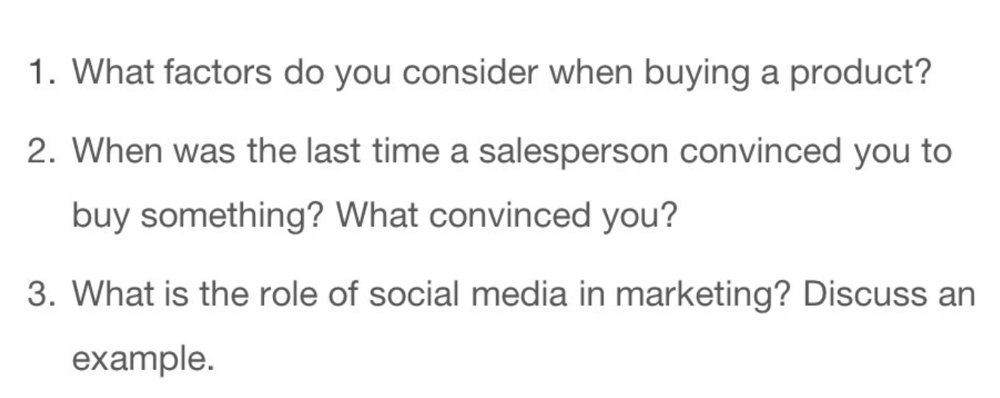 1. What factors do you consider when buying a product?
2. When was the last time a salesperson convinced you to
buy something? What convinced you?
3. What is the role of social media in marketing? Discuss an
example.